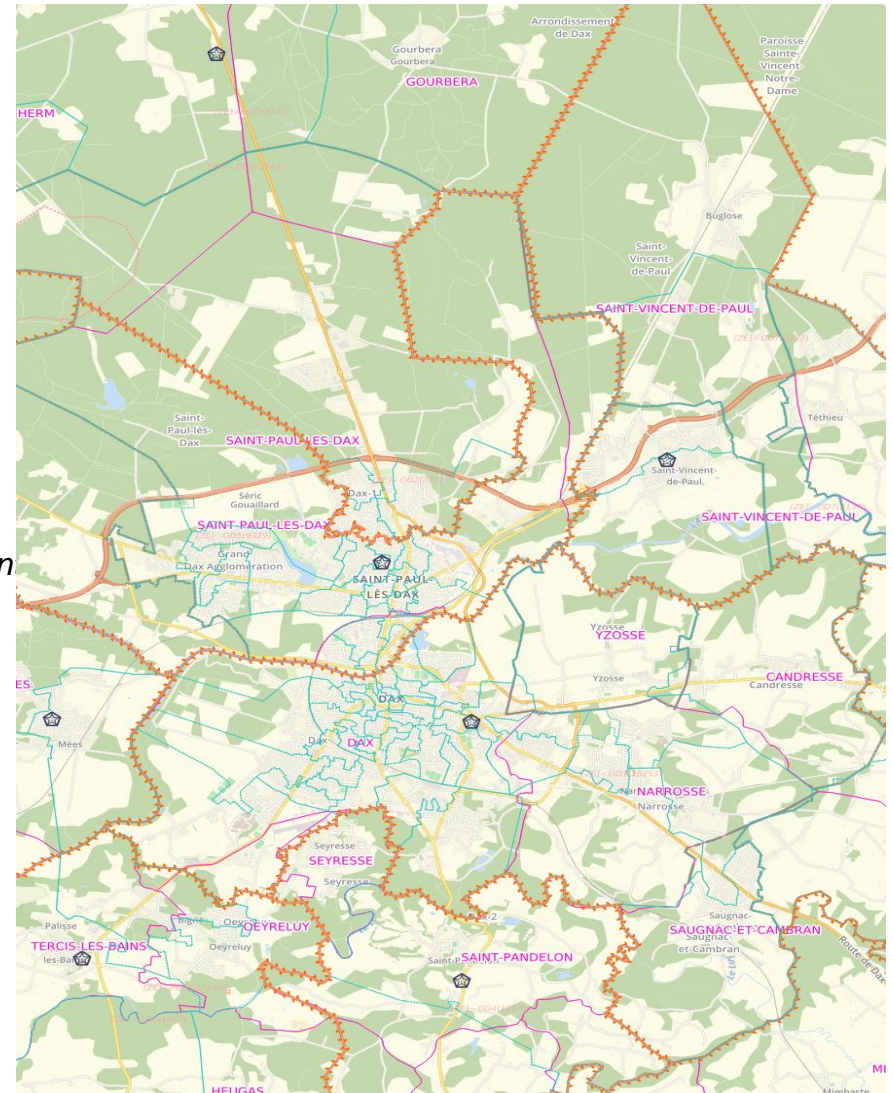 Arrondissement
de Dax
Gourbera
Gourbera
GOURBERA
Paroisse
Sainte-
Vincent-
Notre-
Dame
HERM
Buglose
Saint-
Vincent-
de-Paul
SAINT-VINCENT-DE-PAUL
Saint-
Paul-lès-
Dax
SAINT-PAUL-LES-DAX
Téthieu
Saint-Vincent-
de-Paul
Dax-1
Séric
Gouaillard
SAINT-PAUL-LES-DAX
SAINT-VINCENT-DE-PAUL
Grand
Dax Agglomération
SAINT-PAUL-
LÈS-DAX
Yzosse
YZOSSE
Yzosse
CANDRESSE
Candresse
Mées
DAX
Dax
DAX
NARROSSE
Narrosse
Seyresse
SEYRESSE
Seyresse
Palisse
OEYRELUY
Oeyreluy
TERCIS-LES-BAINS
Dax-2
SAINT-PANDELON
Saugnac-
SAUGNAC-ET-CAMBRAN
Saugnac-
et-Cambran
Route de Dax
HEUGAS
Mimbaste